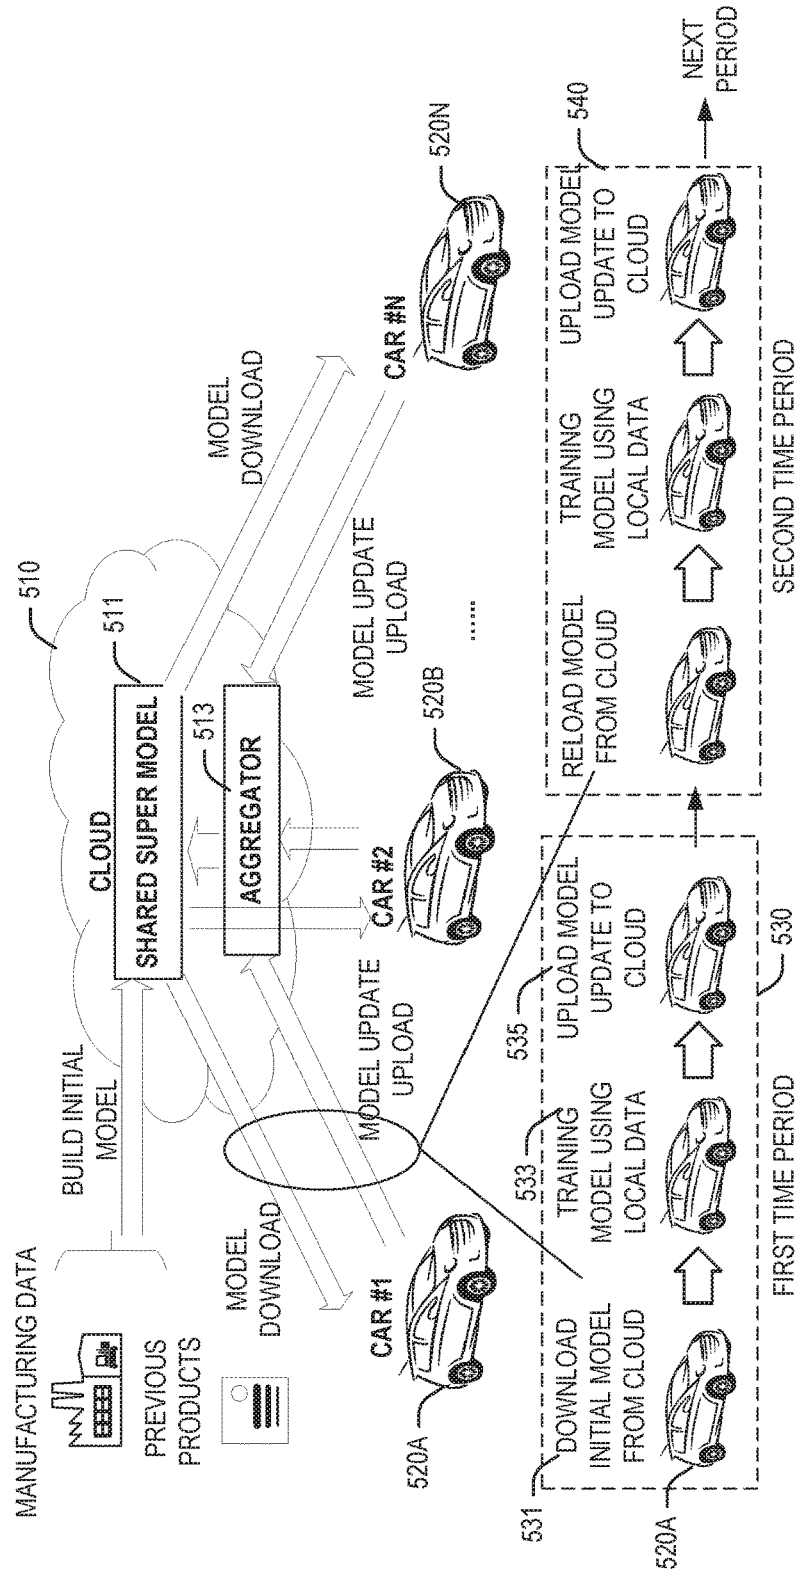 MANUFACTURING DATA
PREVIOUS
PRODUCTS
BUILD INITIAL
MODEL
CLOUD
510
SHARED SUPER MODEL
511
AGGREGATOR
513
MODEL
DOWNLOAD
MODEL UPDATE
UPLOAD
MODEL UPDATE
UPLOAD
MODEL
DOWNLOAD
CAR #1
520A
CAR #2
520B
......
CAR #N
520N
531
DOWNLOAD
INITIAL MODEL
FROM CLOUD
533
TRAINING
MODEL USING
LOCAL DATA
535
UPLOAD MODEL
UPDATE TO
CLOUD
520A
530
FIRST TIME PERIOD
RELOAD MODEL
FROM CLOUD
TRAINING
MODEL USING
LOCAL DATA
UPLOAD MODEL
UPDATE TO
CLOUD
540
SECOND TIME PERIOD
NEXT
PERIOD